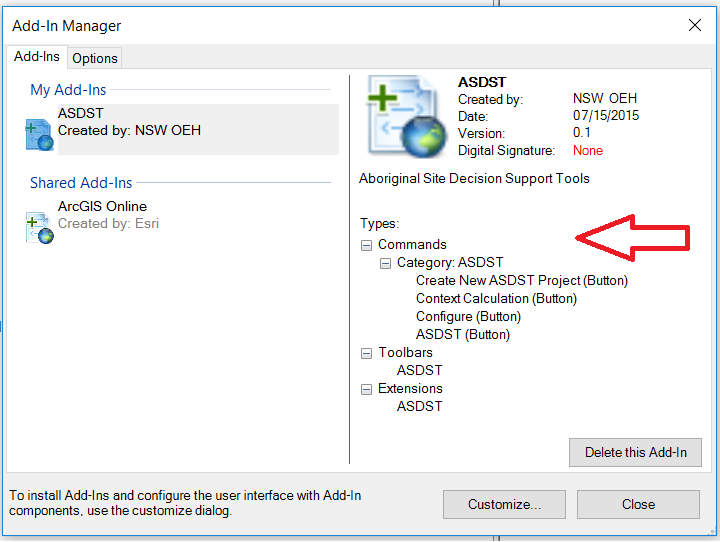 Add-In Manager
Add-Ins
Options
My Add-Ins
ASDST
Created by: NSW OEH
Shared Add-Ins
ArcGIS Online
Created by: Esri
ASDST
Created by: NSW OEH
Date: 07/15/2015
Version: 0.1
Digital Signature: None
Aboriginal Site Decision Support Tools
Types:
Commands
Category: ASDST
Create New ASDST Project (Button)
Context Calculation (Button)
Configure (Button)
ASDST (Button)
Toolbars
ASDST
Extensions
ASDST
Delete this Add-In
To install Add-Ins and configure the user interface with Add-In
components, use the customize dialog.
Customize...
Close